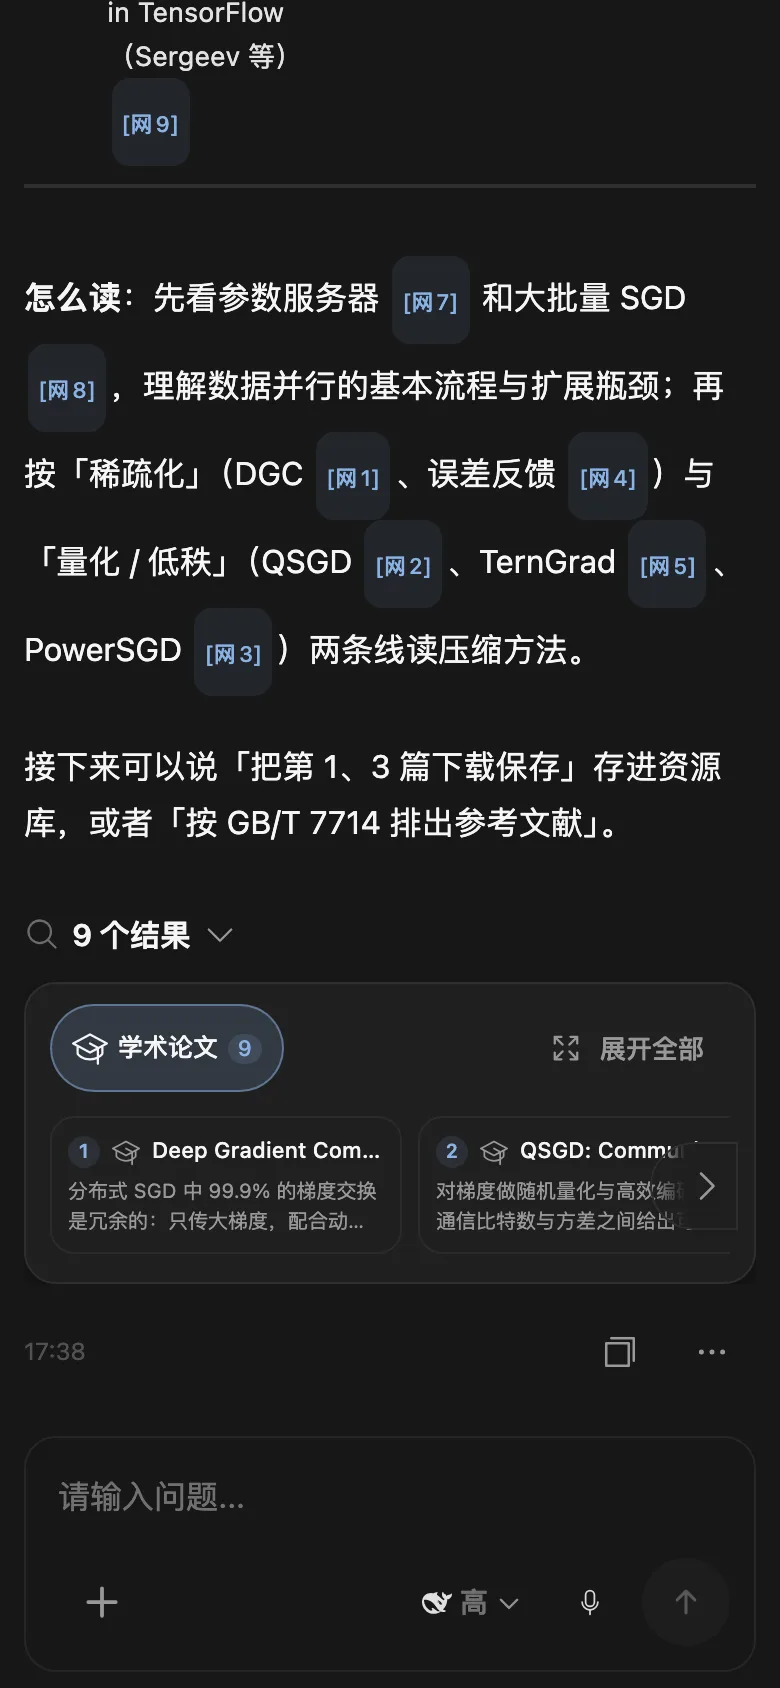 in TensorFlow
（Sergeev 等）
[网 9]
怎么读：先看参数服务器 [网 7] 和大批量 SGD
[网 8] ，理解数据并行的基本流程与扩展瓶颈；再
按「稀疏化」（DGC [网 1] 、误差反馈 [网 4] ）与
「量化 / 低秩」（QSGD [网 2] 、TernGrad [网 5] 、
PowerSGD [网 3] ）两条线读压缩方法。
接下来可以说「把第 1、3 篇下载保存」存进资源
库，或者「按 GB/T 7714 排出参考文献」。
9 个结果
学术论文 9
展开全部
1 Deep Gradient Com...
分布式 SGD 中 99.9% 的梯度交换
是冗余的：只传大梯度，配合动...
2 QSGD: Commu
对梯度做随机量化与高效编
通信比特数与方差之间给出
17:38
请输入问题...
高